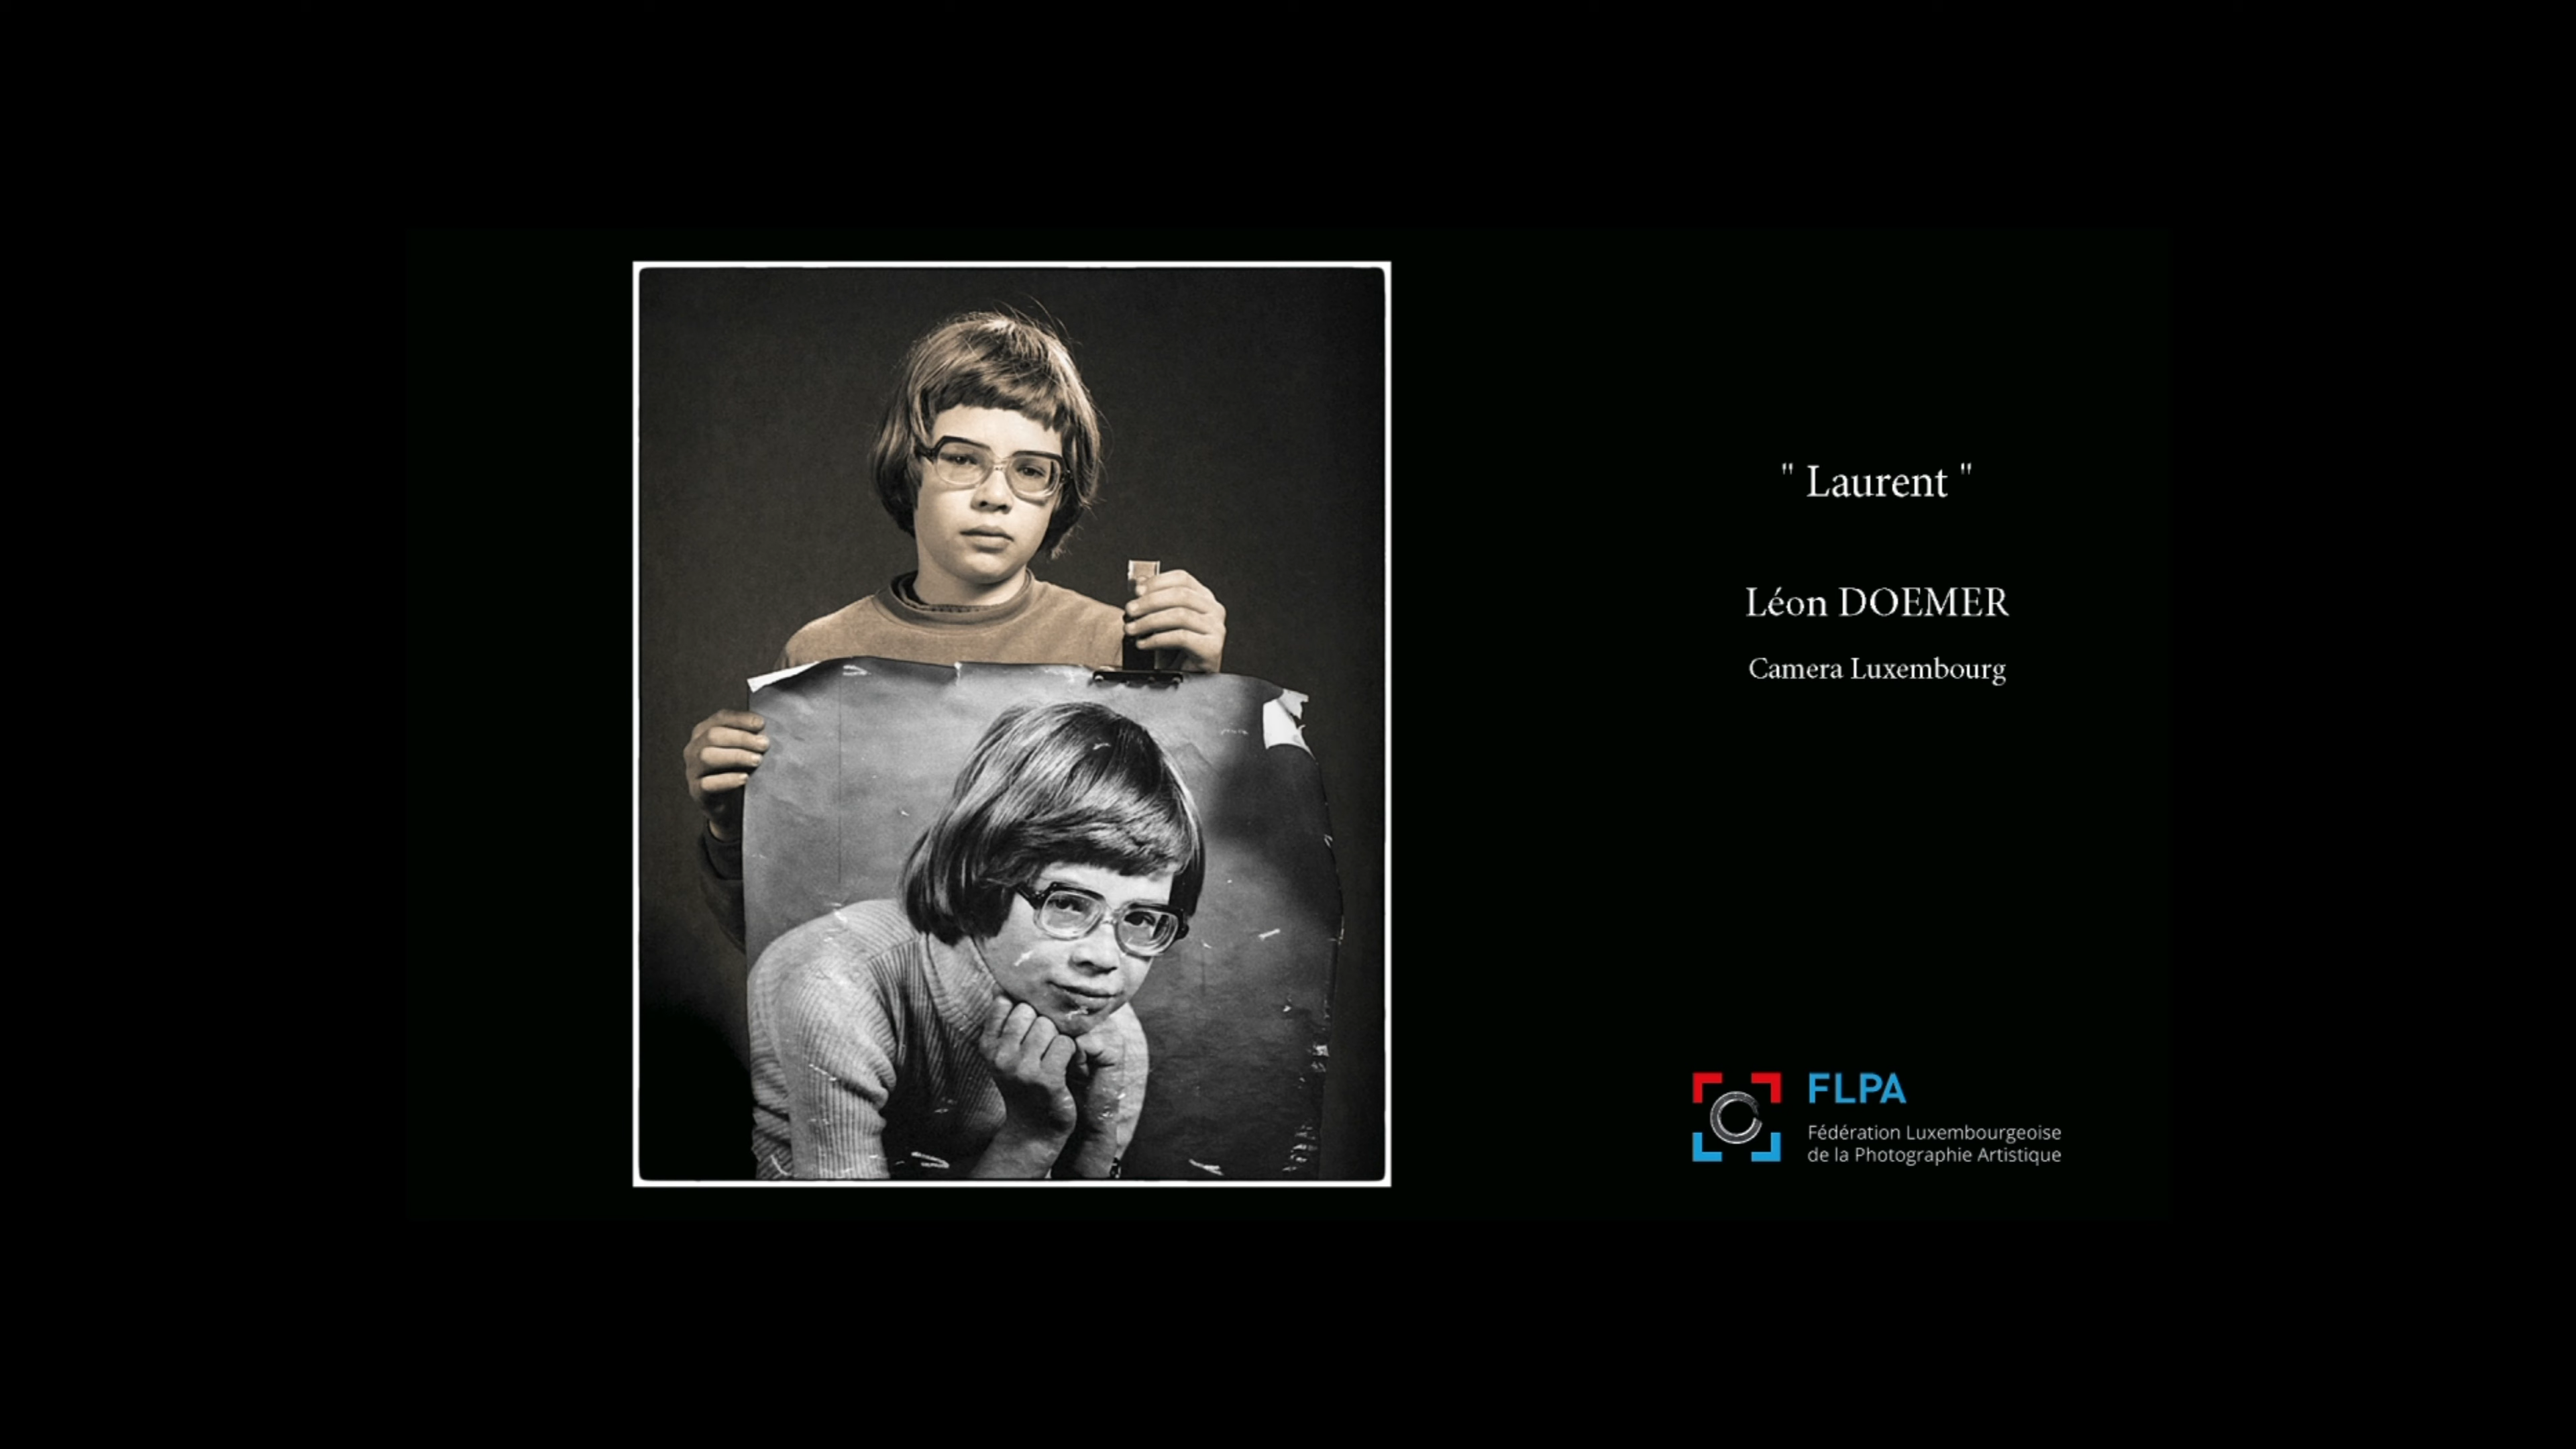 " Laurent "
Léon DOEMER
Camera Luxembourg
FLPA
Fédération Luxembourgeoise
de la Photographie Artistique